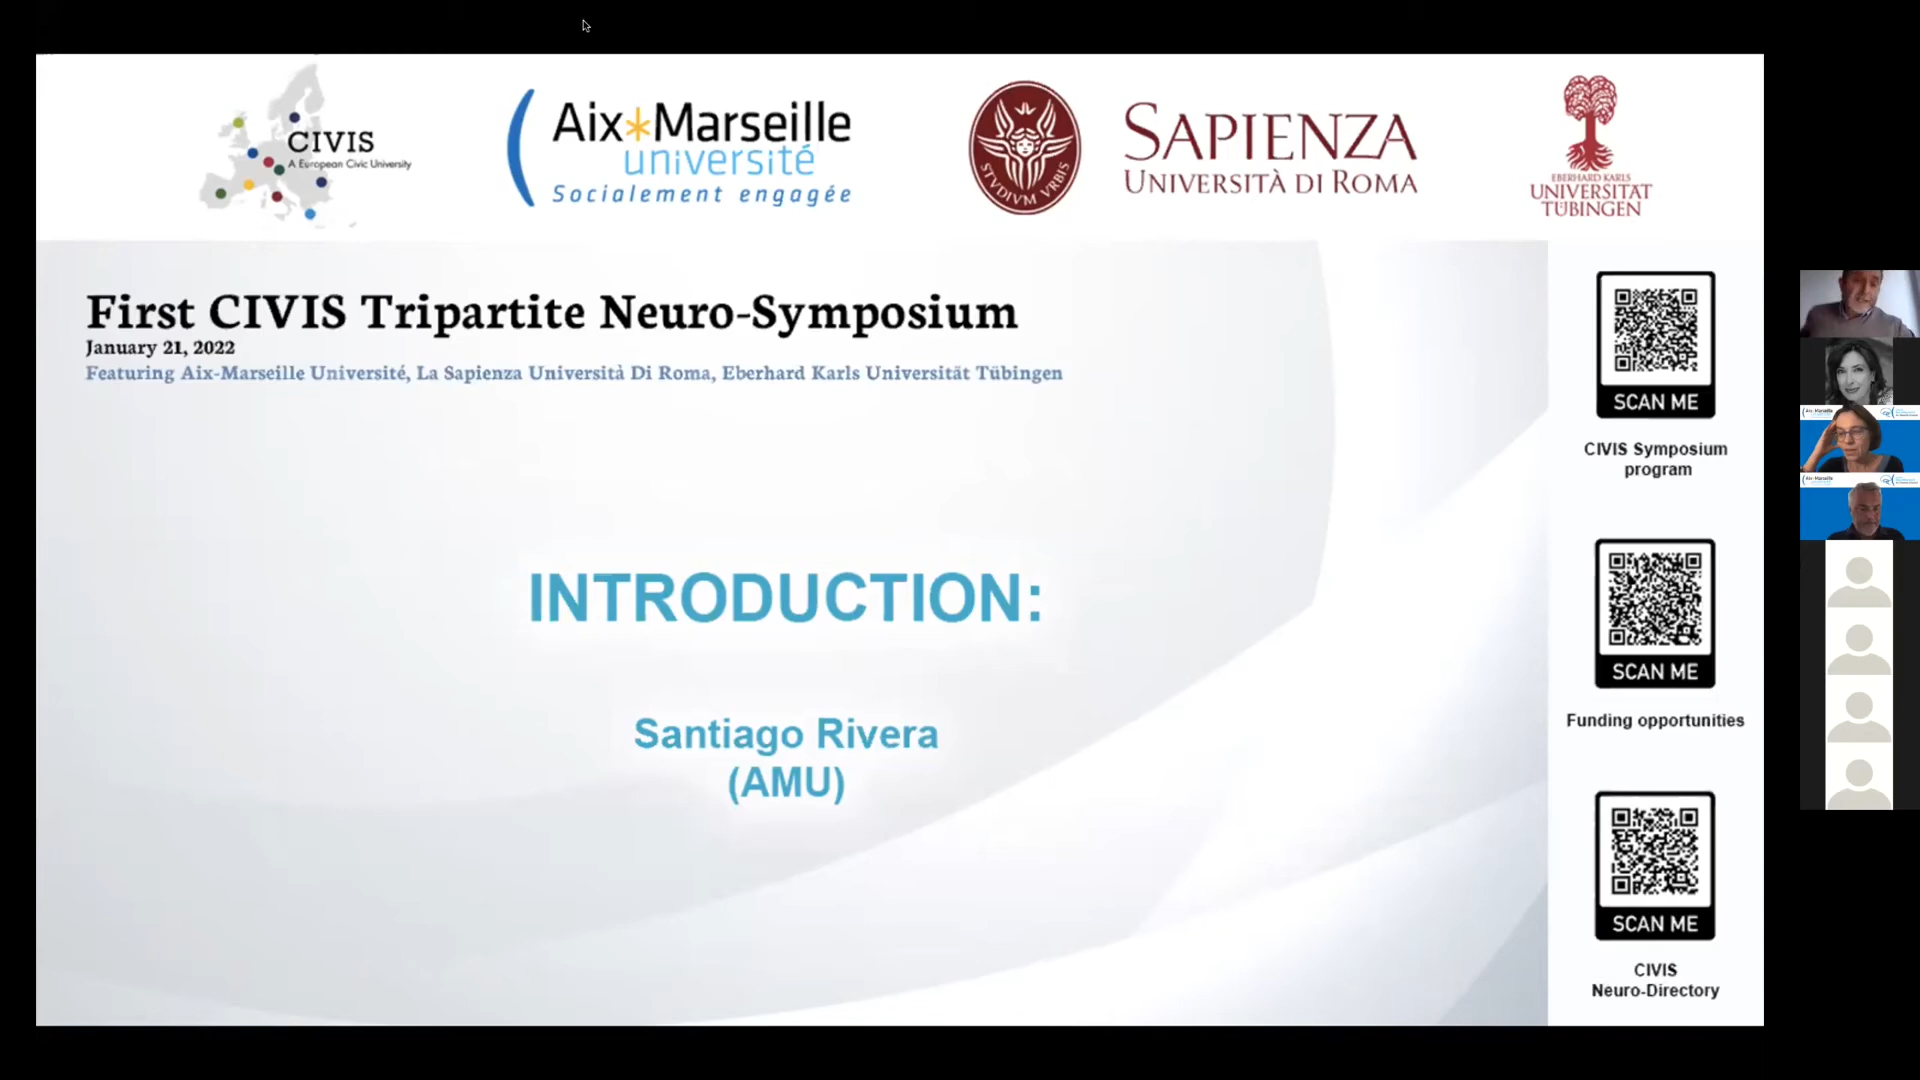 CIVIS
A European Civic University
Aix*Marseille
université
Socialement engagée
STVDIVM VRBIS
SAPIENZA
UNIVERSITÀ DI ROMA
EBERHARD KARLS
UNIVERSITÄT
TÜBINGEN
First CIVIS Tripartite Neuro-Symposium
January 21, 2022
Featuring Aix-Marseille Université, La Sapienza Università Di Roma, Eberhard Karls Universität Tübingen
INTRODUCTION:
Santiago Rivera
(AMU)
SCAN ME
CIVIS Symposium
program
SCAN ME
Funding opportunities
SCAN ME
CIVIS
Neuro-Directory